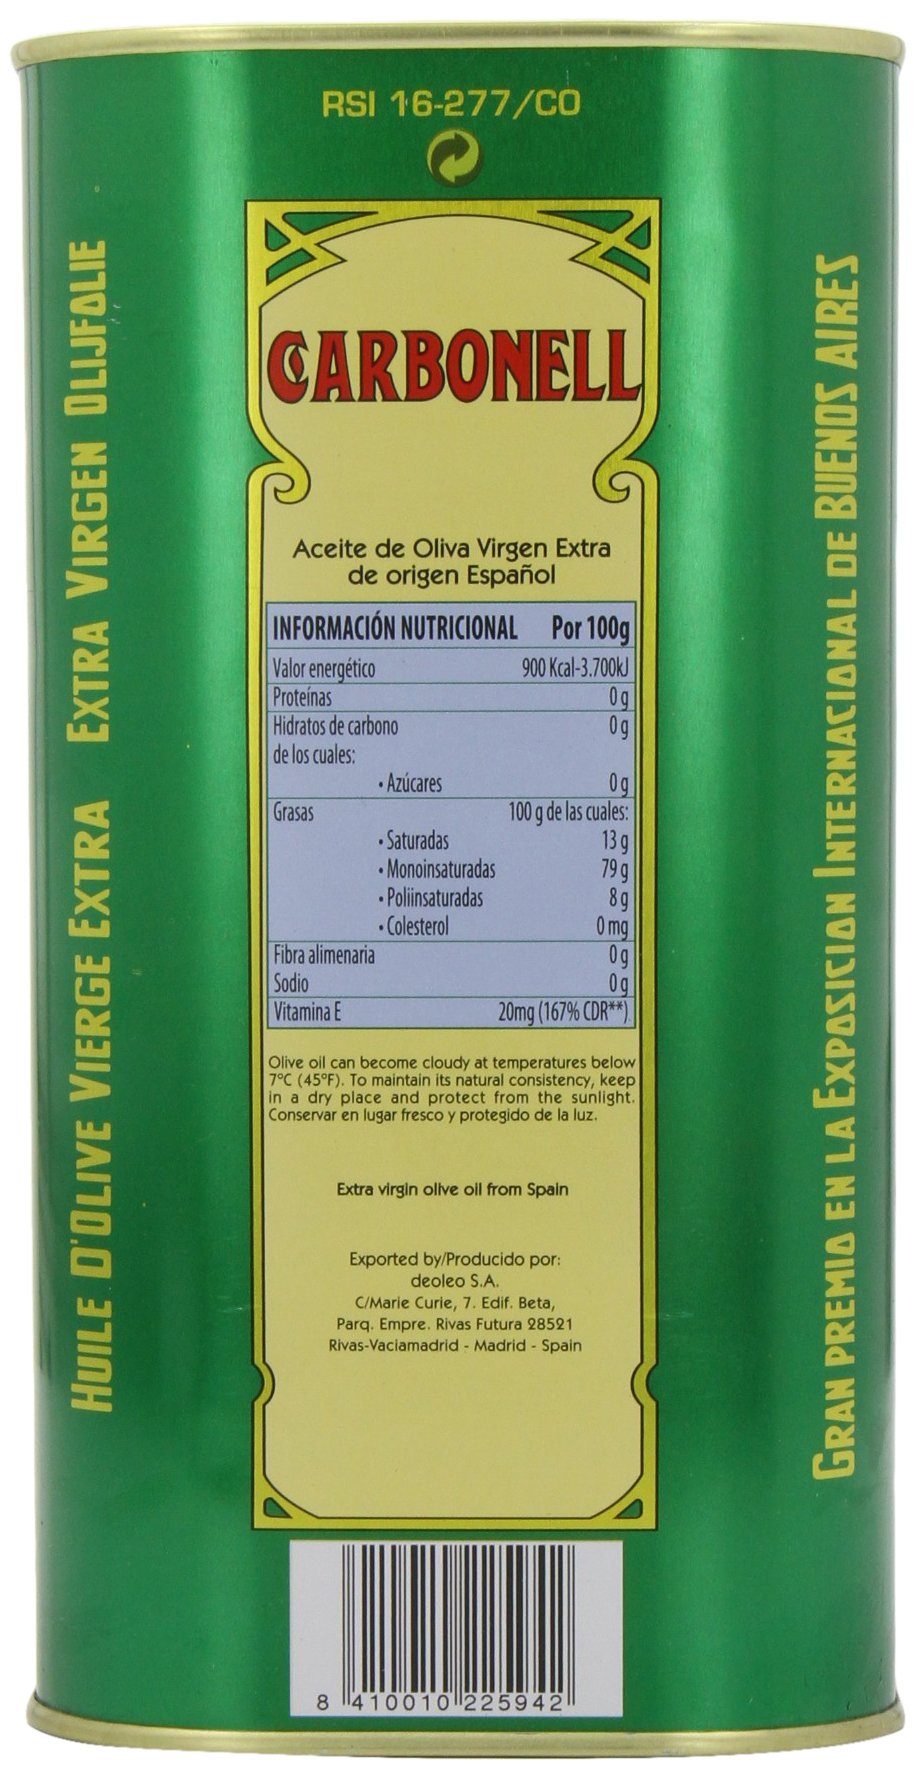 RSI 16-277/CO
CARBONELL
Aceite de Oliva Virgen Extra
de origen Español
INFORMACIÓN NUTRICIONAL Por 100g
Valor energético 900 Kcal-3.700kJ
Proteínas 0 g
Hidratos de carbono 0 g
de los cuales:
• Azúcares 0 g
Grasas 100 g de las cuales:
• Saturadas 13 g
• Monoinsaturadas 79 g
• Poliinsaturadas 8 g
• Colesterol 0 mg
Fibra alimenaria 0 g
Sodio 0 g
Vitamina E 20mg (167% CDR**)
Olive oil can become cloudy at temperatures below
7ºC (45ºF). To maintain its natural consistency, keep
in a dry place and protect from the sunlight.
Conservar en lugar fresco y protegido de la luz.
Extra virgin olive oil from Spain
Exported by/Producido por:
deoleo S.A.
C/Marie Curie, 7. Edif. Beta,
Parq. Empre. Rivas Futura 28521
Rivas-Vaciamadrid - Madrid - Spain
8 410010 225942
HUILE D'OLIVE VIERGE EXTRA EXTRA VIRGEN OLIJFOLIE
GRAN PREMIO EN LA EXPOSICION INTERNACIONAL DE BUENOS AIRES